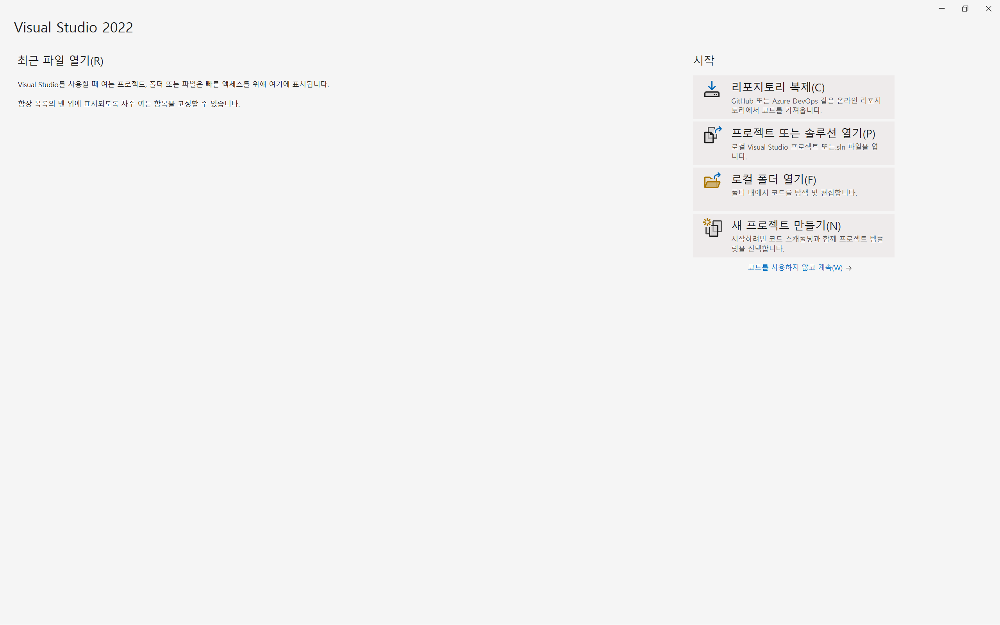 Visual Studio 2022
최근 파일 열기(R)
Visual Studio를 사용할 때 여는 프로젝트, 폴더 또는 파일은 빠른 액세스를 위해 여기에 표시됩니다.
항상 목록의 맨 위에 표시되도록 자주 여는 항목을 고정할 수 있습니다.
시작
리포지토리 복제(C)
GitHub 또는 Azure DevOps 같은 온라인 리포지
토리에서 코드를 가져옵니다.
프로젝트 또는 솔루션 열기(P)
로컬 Visual Studio 프로젝트 또는.sln 파일을 엽
니다.
로컬 폴더 열기(F)
폴더 내에서 코드를 탐색 및 편집합니다.
새 프로젝트 만들기(N)
시작하려면 코드 스캐폴딩과 함께 프로젝트 템플
릿을 선택합니다.
코드를 사용하지 않고 계속(W) →